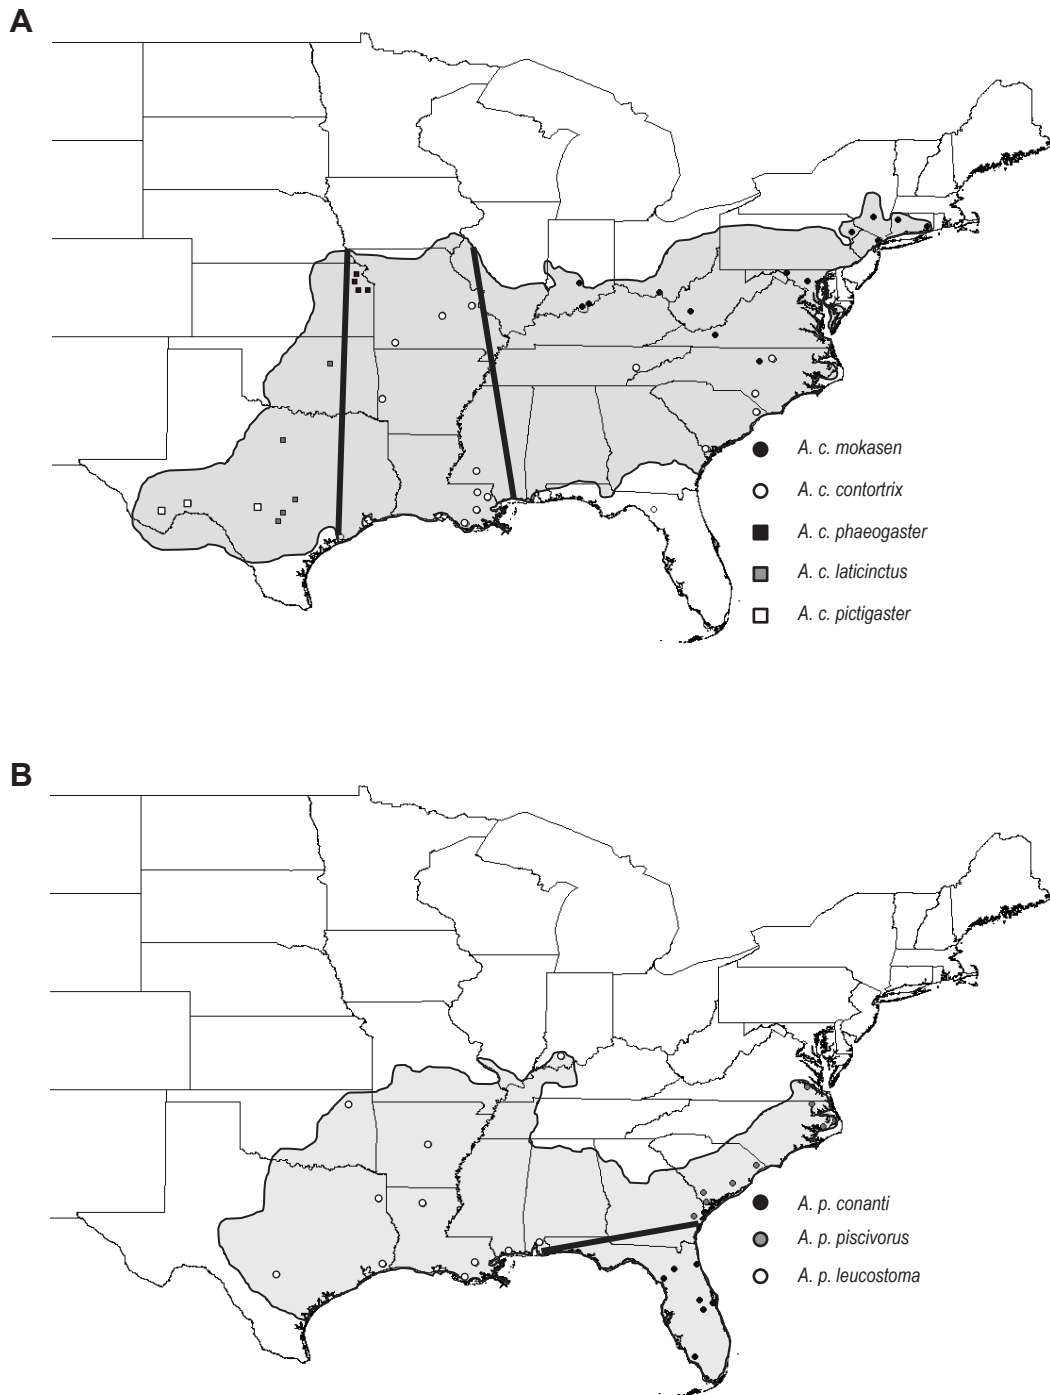 A
A. c. mokasen
A. c. contortrix
A. c. phaeogaster
A. c. laticinctus
A. c. pictigaster
B
A. p. conanti
A. p. piscivorus
A. p. leucostoma